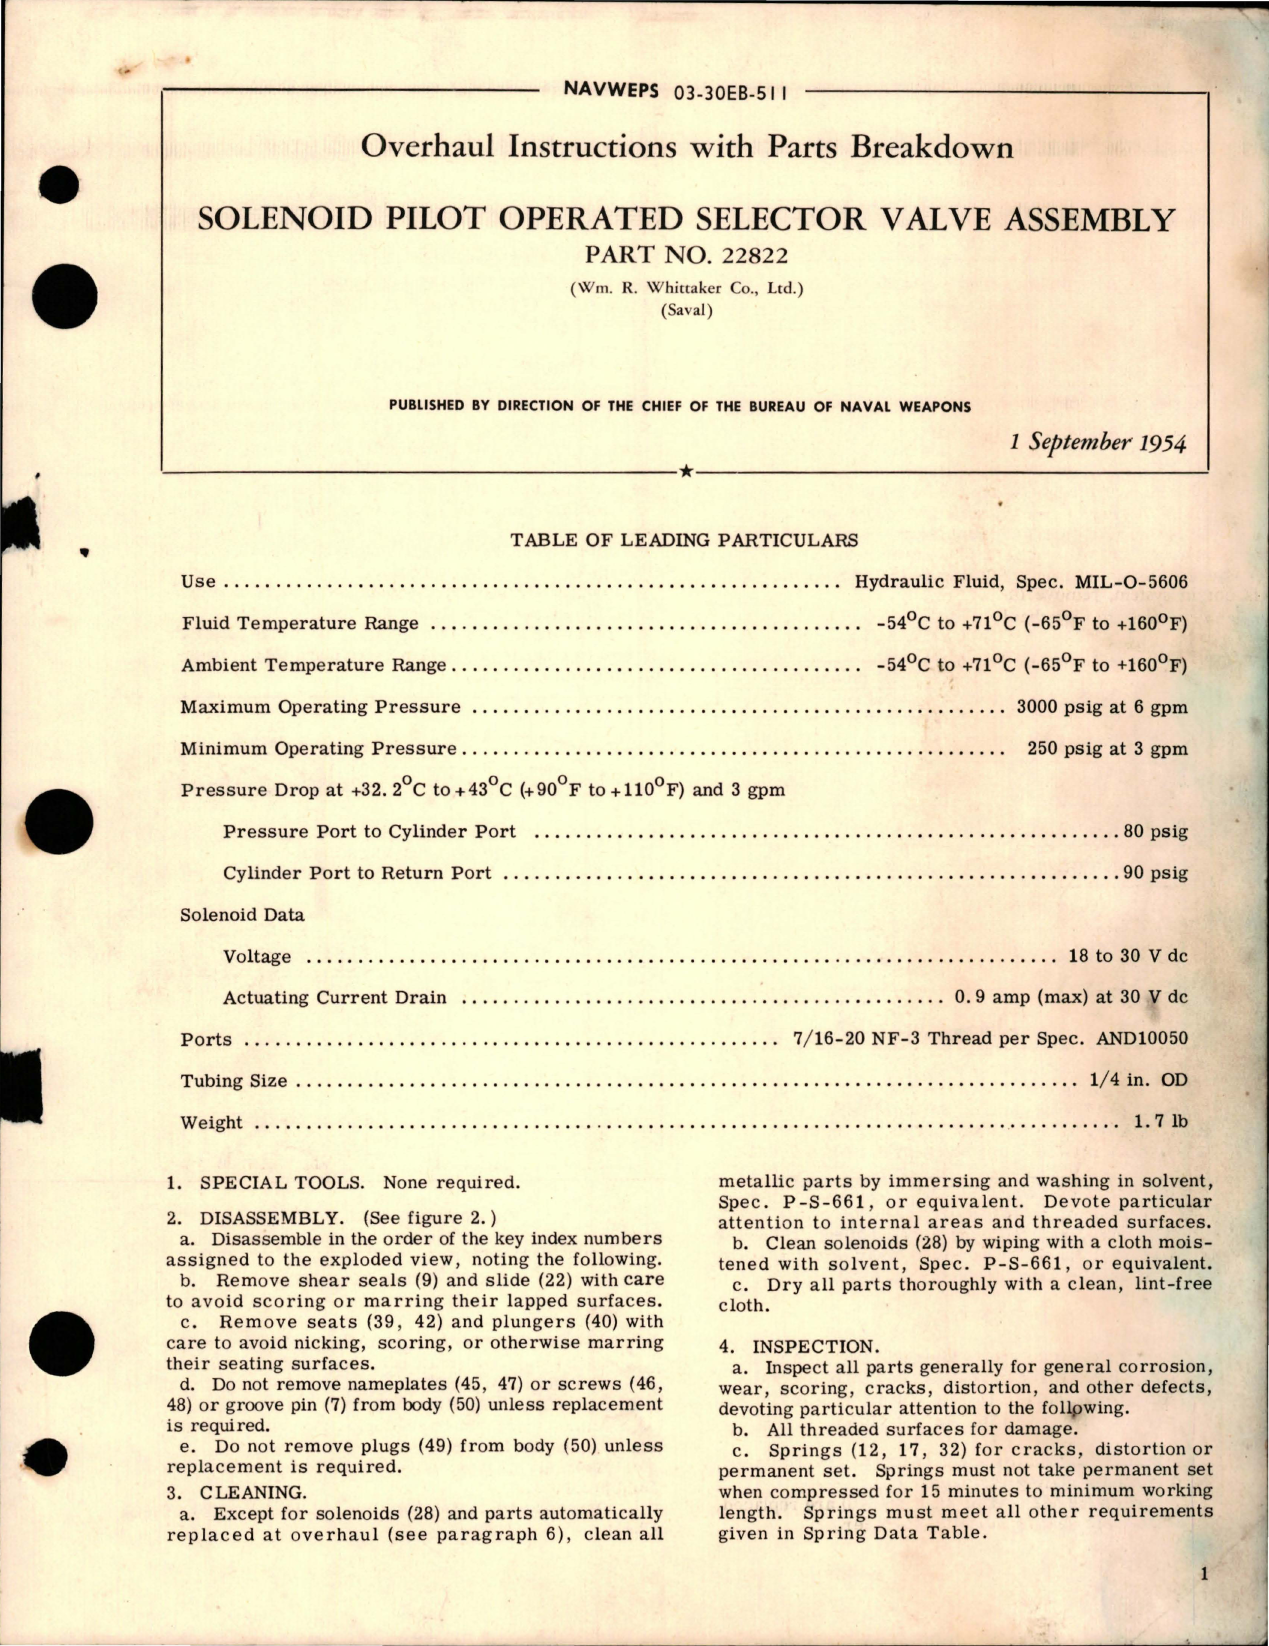 NAVWEPS 03-30EB-511
Overhaul Instructions with Parts Breakdown
SOLENOID PILOT OPERATED SELECTOR VALVE ASSEMBLY
PART NO. 22822
(Wm. R. Whittaker Co., Ltd.)
(Saval)
PUBLISHED BY DIRECTION OF THE CHIEF OF THE BUREAU OF NAVAL WEAPONS
1 September 1954
TABLE OF LEADING PARTICULARS
Use ........ Hydraulic Fluid, Spec. MIL-O-5606
Fluid Temperature Range ........ -54°C to +71°C (-65°F to +160°F)
Ambient Temperature Range ........ -54°C to +71°C (-65°F to +160°F)
Maximum Operating Pressure ........ 3000 psig at 6 gpm
Minimum Operating Pressure ........ 250 psig at 3 gpm
Pressure Drop at +32.2°C to +43°C (+90°F to +110°F) and 3 gpm
Pressure Port to Cylinder Port ........ 80 psig
Cylinder Port to Return Port ........ 90 psig
Solenoid Data
Voltage ........ 18 to 30 V dc
Actuating Current Drain ........ 0.9 amp (max) at 30 V dc
Ports ........ 7/16-20 NF-3 Thread per Spec. AND10050
Tubing Size ........ 1/4 in. OD
Weight ........ 1.7 lb
1. SPECIAL TOOLS. None required.
2. DISASSEMBLY. (See figure 2.)
a. Disassemble in the order of the key index numbers
assigned to the exploded view, noting the following.
b. Remove shear seals (9) and slide (22) with care
to avoid scoring or marring their lapped surfaces.
c. Remove seats (39, 42) and plungers (40) with
care to avoid nicking, scoring, or otherwise marring
their seating surfaces.
d. Do not remove nameplates (45, 47) or screws (46,
48) or groove pin (7) from body (50) unless replacement
is required.
e. Do not remove plugs (49) from body (50) unless
replacement is required.
3. CLEANING.
a. Except for solenoids (28) and parts automatically
replaced at overhaul (see paragraph 6), clean all
metallic parts by immersing and washing in solvent,
Spec. P-S-661, or equivalent. Devote particular
attention to internal areas and threaded surfaces.
b. Clean solenoids (28) by wiping with a cloth mois-
tened with solvent, Spec. P-S-661, or equivalent.
c. Dry all parts thoroughly with a clean, lint-free
cloth.
4. INSPECTION.
a. Inspect all parts generally for general corrosion,
wear, scoring, cracks, distortion, and other defects,
devoting particular attention to the following.
b. All threaded surfaces for damage.
c. Springs (12, 17, 32) for cracks, distortion or
permanent set. Springs must not take permanent set
when compressed for 15 minutes to minimum working
length. Springs must meet all other requirements
given in Spring Data Table.
1